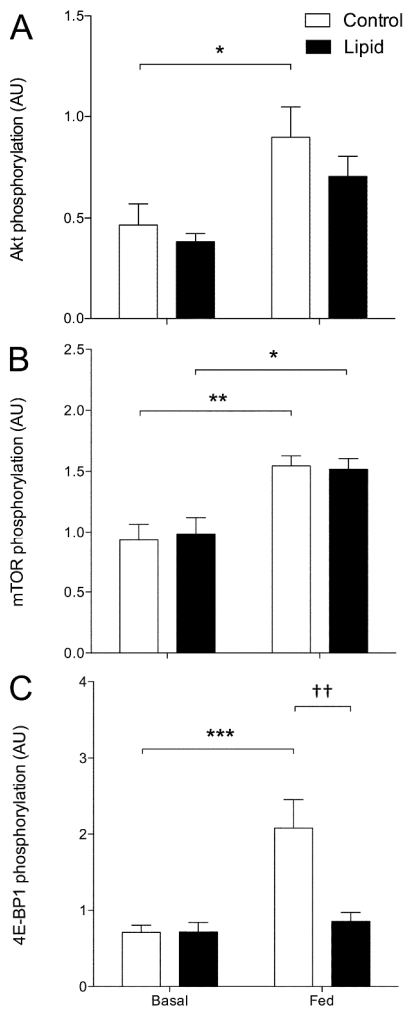 A
Control
Lipid
Akt phosphorylation (AU)
1.5
1.0
0.5
0.0
*
B
mTOR phosphorylation (AU)
2.5
2.0
1.5
1.0
0.5
0.0
*
**
C
4E-BP1 phosphorylation (AU)
4
3
2
1
0
††
***
Basal
Fed